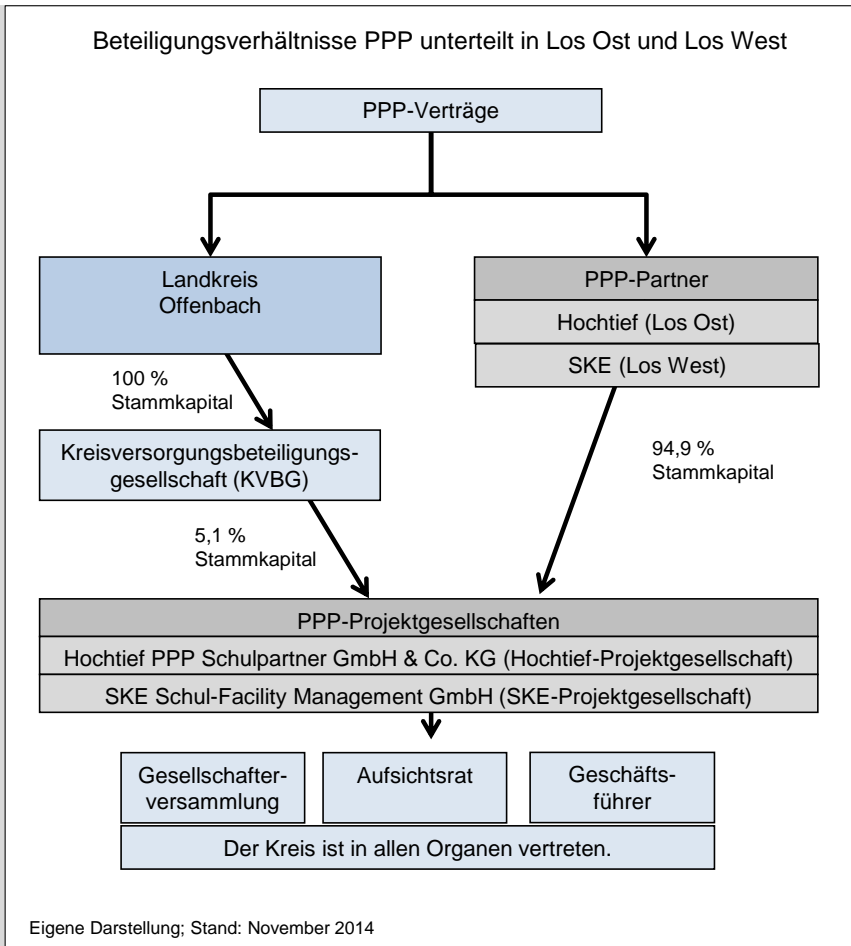 Beteiligungsverhältnisse PPP unterteilt in Los Ost und Los West
PPP-Verträge
Landkreis
Offenbach
PPP-Partner
Hochtief (Los Ost)
SKE (Los West)
100 %
Stammkapital
Kreisversorgungsbeteiligungs-
gesellschaft (KVBG)
94,9 %
Stammkapital
5,1 %
Stammkapital
PPP-Projektgesellschaften
Hochtief PPP Schulpartner GmbH & Co. KG (Hochtief-Projektgesellschaft)
SKE Schul-Facility Management GmbH (SKE-Projektgesellschaft)
Gesellschafter-
versammlung
Aufsichtsrat
Geschäfts-
führer
Der Kreis ist in allen Organen vertreten.
Eigene Darstellung; Stand: November 2014